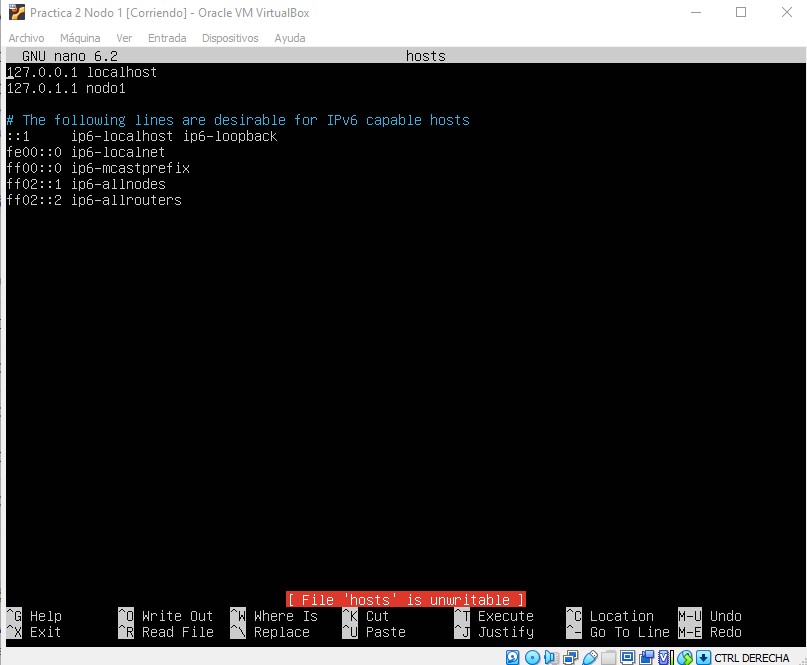 Practica 2 Nodo 1 [Corriendo] - Oracle VM VirtualBox
Archivo Máquina Ver Entrada Dispositivos Ayuda
GNU nano 6.2 hosts
127.0.0.1 localhost
127.0.1.1 nodo1
# The following lines are desirable for IPv6 capable hosts
::1 ip6-localhost ip6-loopback
fe00::0 ip6-localnet
ff00::0 ip6-mcastprefix
ff02::1 ip6-allnodes
ff02::2 ip6-allrouters
[ File 'hosts' is unwritable ]
^G Help ^O Write Out ^W Where Is ^K Cut ^T Execute ^C Location M-U Undo
^X Exit ^R Read File ^\ Replace ^U Paste ^J Justify ^- Go To Line M-E Redo
CTRL DERECHA